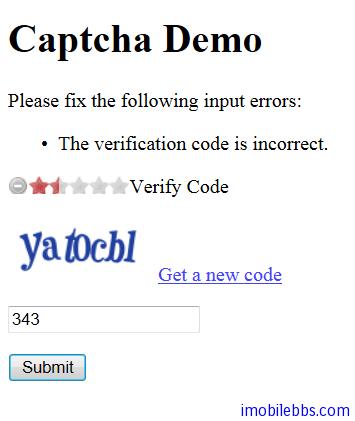 Captcha Demo
Please fix the following input errors:
• The verification code is incorrect.
Verify Code
yatocbl
Get a new code
343
Submit
imobilebbs.com